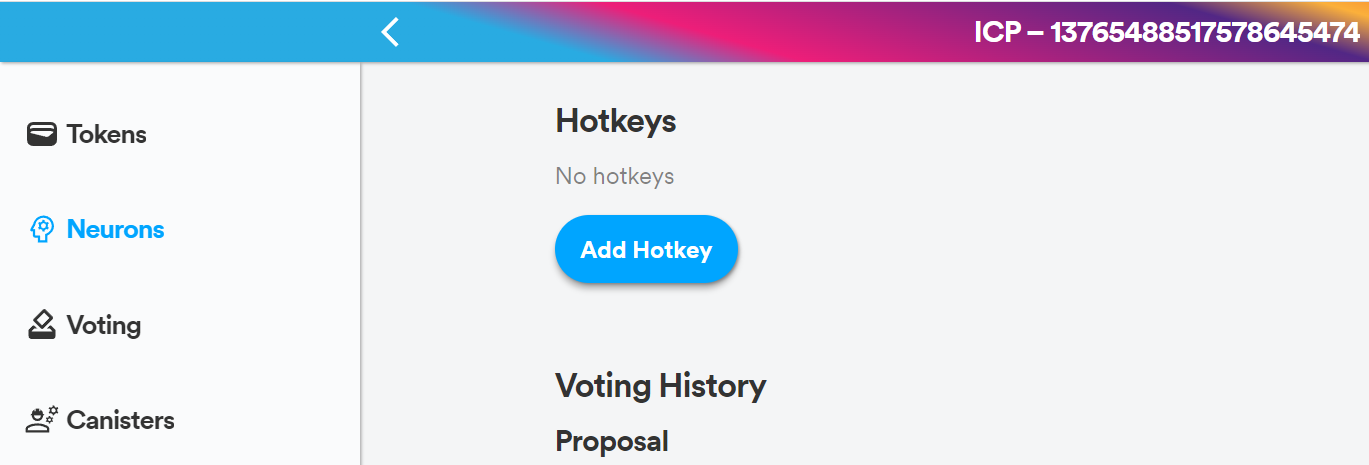 ICP – 13765488517578645474
Tokens
Neurons
Voting
Canisters
Hotkeys
No hotkeys
Add Hotkey
Voting History
Proposal